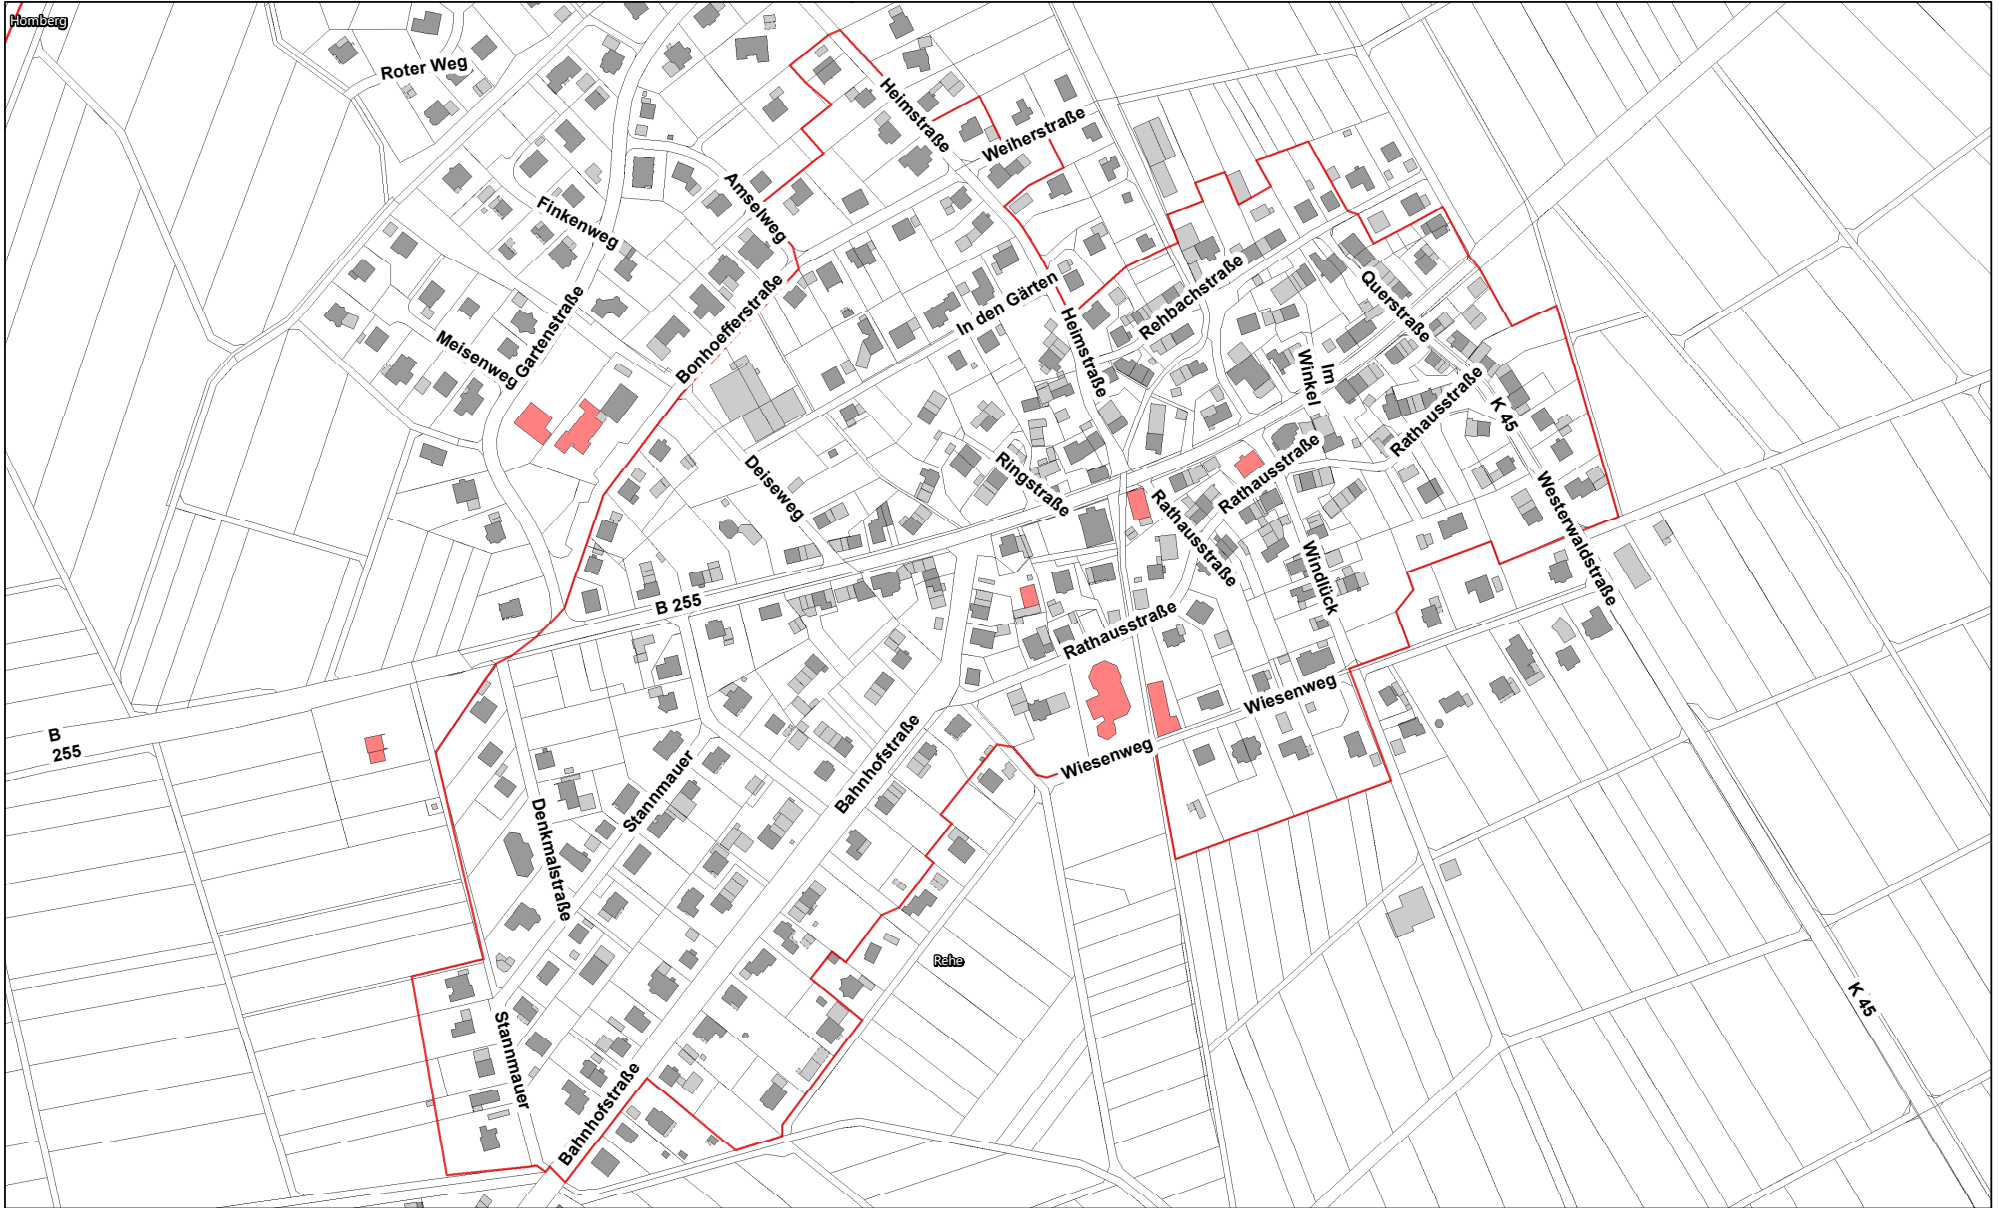 Homberg
Roter Weg
Heimstraße
Weiherstraße
Amselweg
Finkenweg
Rehbachstraße
In den Gärten
Querstraße
Bonhoefferstraße
Gartenstraße
Meisenweg
Heimstraße
Im
Winkel
Rathausstraße
K 45
Deiseweg
Ringstraße
Rathausstraße
Rathausstraße
Westerwaldstraße
Windlück
B 255
Rathausstraße
Wiesenweg
B
255
Wiesenweg
Bahnhofstraße
Stannmauer
Denkmalstraße
Rehe
K 45
Stannmauer
Bahnhofstraße